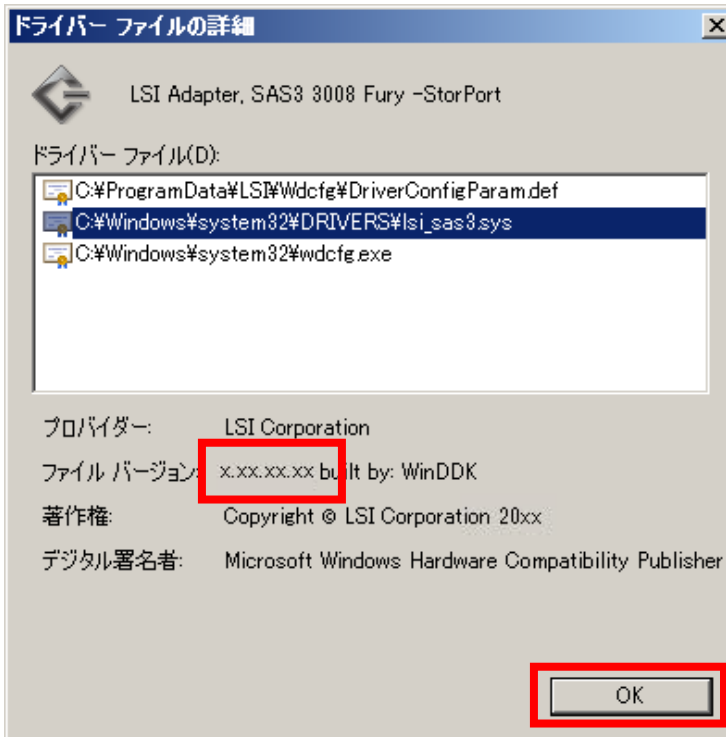 ドライバー ファイルの詳細
LSI Adapter, SAS3 3008 Fury -StorPort
ドライバー ファイル(D):
C:¥ProgramData¥LSI¥Wdcfg¥DriverConfigParam.def
C:¥Windows¥system32¥DRIVERS¥lsi_sas3.sys
C:¥Windows¥system32¥wdcfg.exe
プロバイダー: LSI Corporation
ファイル バージョン: x.xx.xx.xx built by: WinDDK
著作権: Copyright © LSI Corporation 20xx
デジタル署名者: Microsoft Windows Hardware Compatibility Publisher
OK